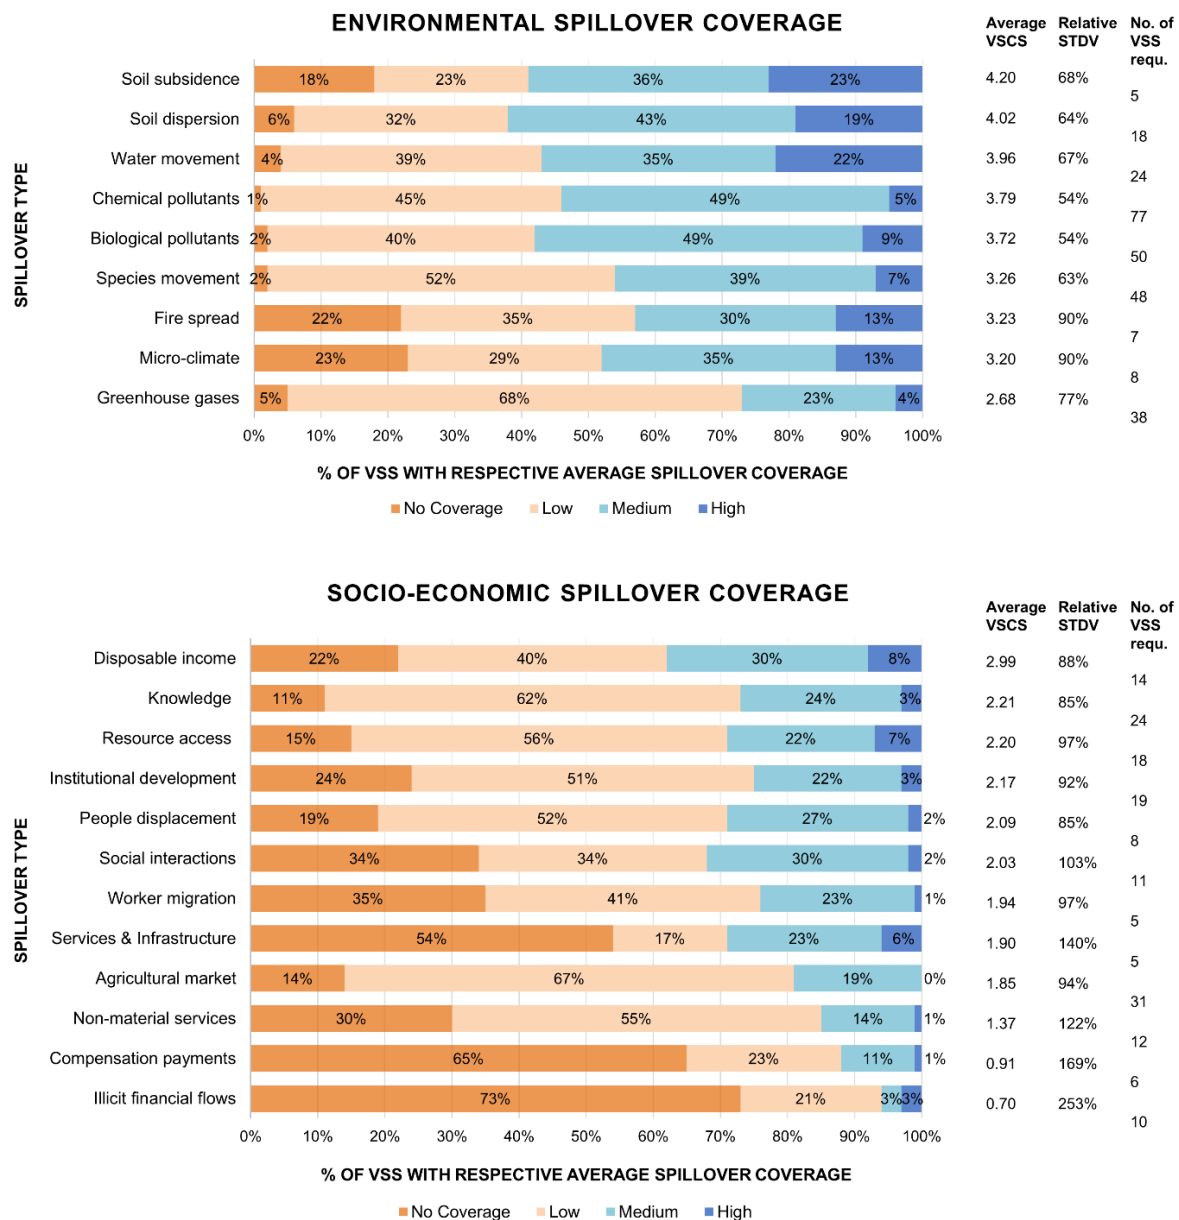 ENVIRONMENTAL SPILLOVER COVERAGE
Average VSCS Relative STDV No. of VSS requ.
SPILLOVER TYPE
Soil subsidence 18% 23% 36% 23% 4.20 68% 5
Soil dispersion 6% 32% 43% 19% 4.02 64% 18
Water movement 4% 39% 35% 22% 3.96 67% 24
Chemical pollutants 1% 45% 49% 5% 3.79 54% 77
Biological pollutants 2% 40% 49% 9% 3.72 54% 50
Species movement 2% 52% 39% 7% 3.26 63% 48
Fire spread 22% 35% 30% 13% 3.23 90% 7
Micro-climate 23% 29% 35% 13% 3.20 90% 8
Greenhouse gases 5% 68% 23% 4% 2.68 77% 38
0% 10% 20% 30% 40% 50% 60% 70% 80% 90% 100%
% OF VSS WITH RESPECTIVE AVERAGE SPILLOVER COVERAGE
No Coverage Low Medium High
SOCIO-ECONOMIC SPILLOVER COVERAGE
Average VSCS Relative STDV No. of VSS requ.
SPILLOVER TYPE
Disposable income 22% 40% 30% 8% 2.99 88% 14
Knowledge 11% 62% 24% 3% 2.21 85% 24
Resource access 15% 56% 22% 7% 2.20 97% 18
Institutional development 24% 51% 22% 3% 2.17 92% 19
People displacement 19% 52% 27% 2% 2.09 85% 8
Social interactions 34% 34% 30% 2% 2.03 103% 11
Worker migration 35% 41% 23% 1% 1.94 97% 5
Services & Infrastructure 54% 17% 23% 6% 1.90 140% 5
Agricultural market 14% 67% 19% 0% 1.85 94% 31
Non-material services 30% 55% 14% 1% 1.37 122% 12
Compensation payments 65% 23% 11% 1% 0.91 169% 6
Illicit financial flows 73% 21% 3% 3% 0.70 253% 10
0% 10% 20% 30% 40% 50% 60% 70% 80% 90% 100%
% OF VSS WITH RESPECTIVE AVERAGE SPILLOVER COVERAGE
No Coverage Low Medium High